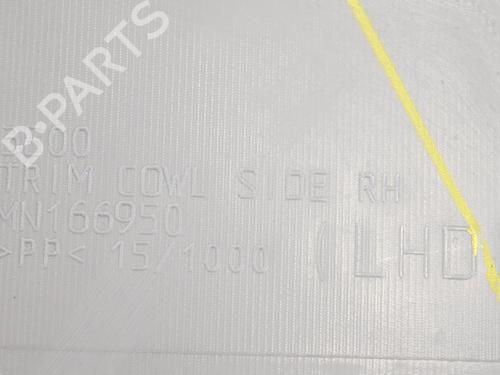 TRIM COWL SIDE RH
MN166950
>PP< 15/1000 (LHD
B-PARTS